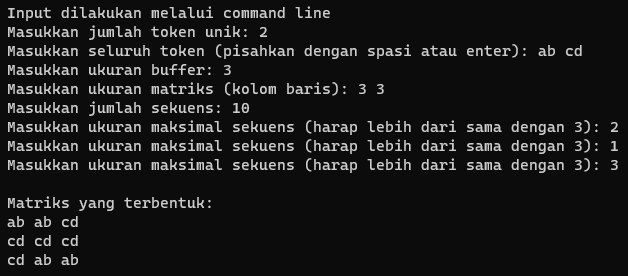 Input dilakukan melalui command line
Masukkan jumlah token unik: 2
Masukkan seluruh token (pisahkan dengan spasi atau enter): ab cd
Masukkan ukuran buffer: 3
Masukkan ukuran matriks (kolom baris): 3 3
Masukkan jumlah sekuens: 10
Masukkan ukuran maksimal sekuens (harap lebih dari sama dengan 3): 2
Masukkan ukuran maksimal sekuens (harap lebih dari sama dengan 3): 1
Masukkan ukuran maksimal sekuens (harap lebih dari sama dengan 3): 3

Matriks yang terbentuk:
ab ab cd
cd cd cd
cd ab ab